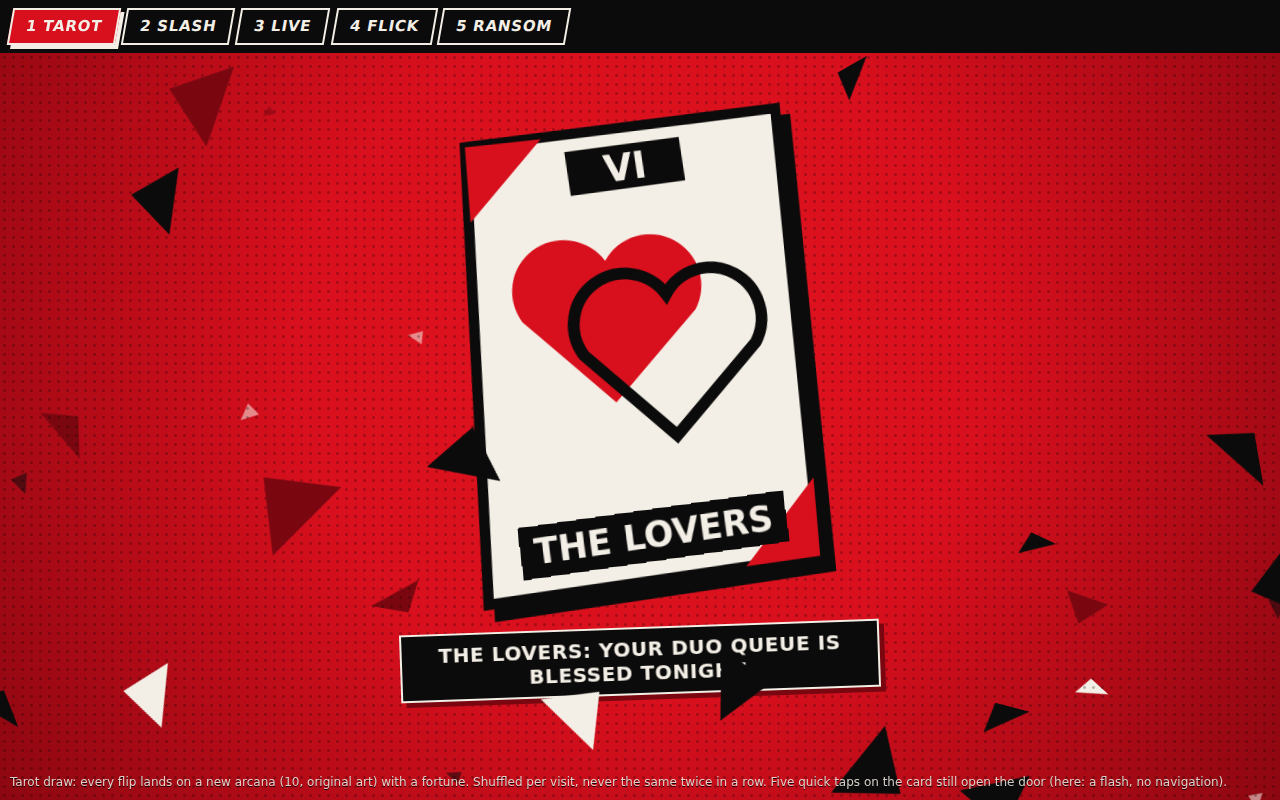 1 TAROT
2 SLASH
3 LIVE
4 FLICK
5 RANSOM
VI
THE LOVERS
THE LOVERS: YOUR DUO QUEUE IS
BLESSED TONIGHT
Tarot draw: every flip lands on a new arcana (10, original art) with a fortune. Shuffled per visit, never the same twice in a row. Five quick taps on the card still open the door (here: a flash, no navigation).